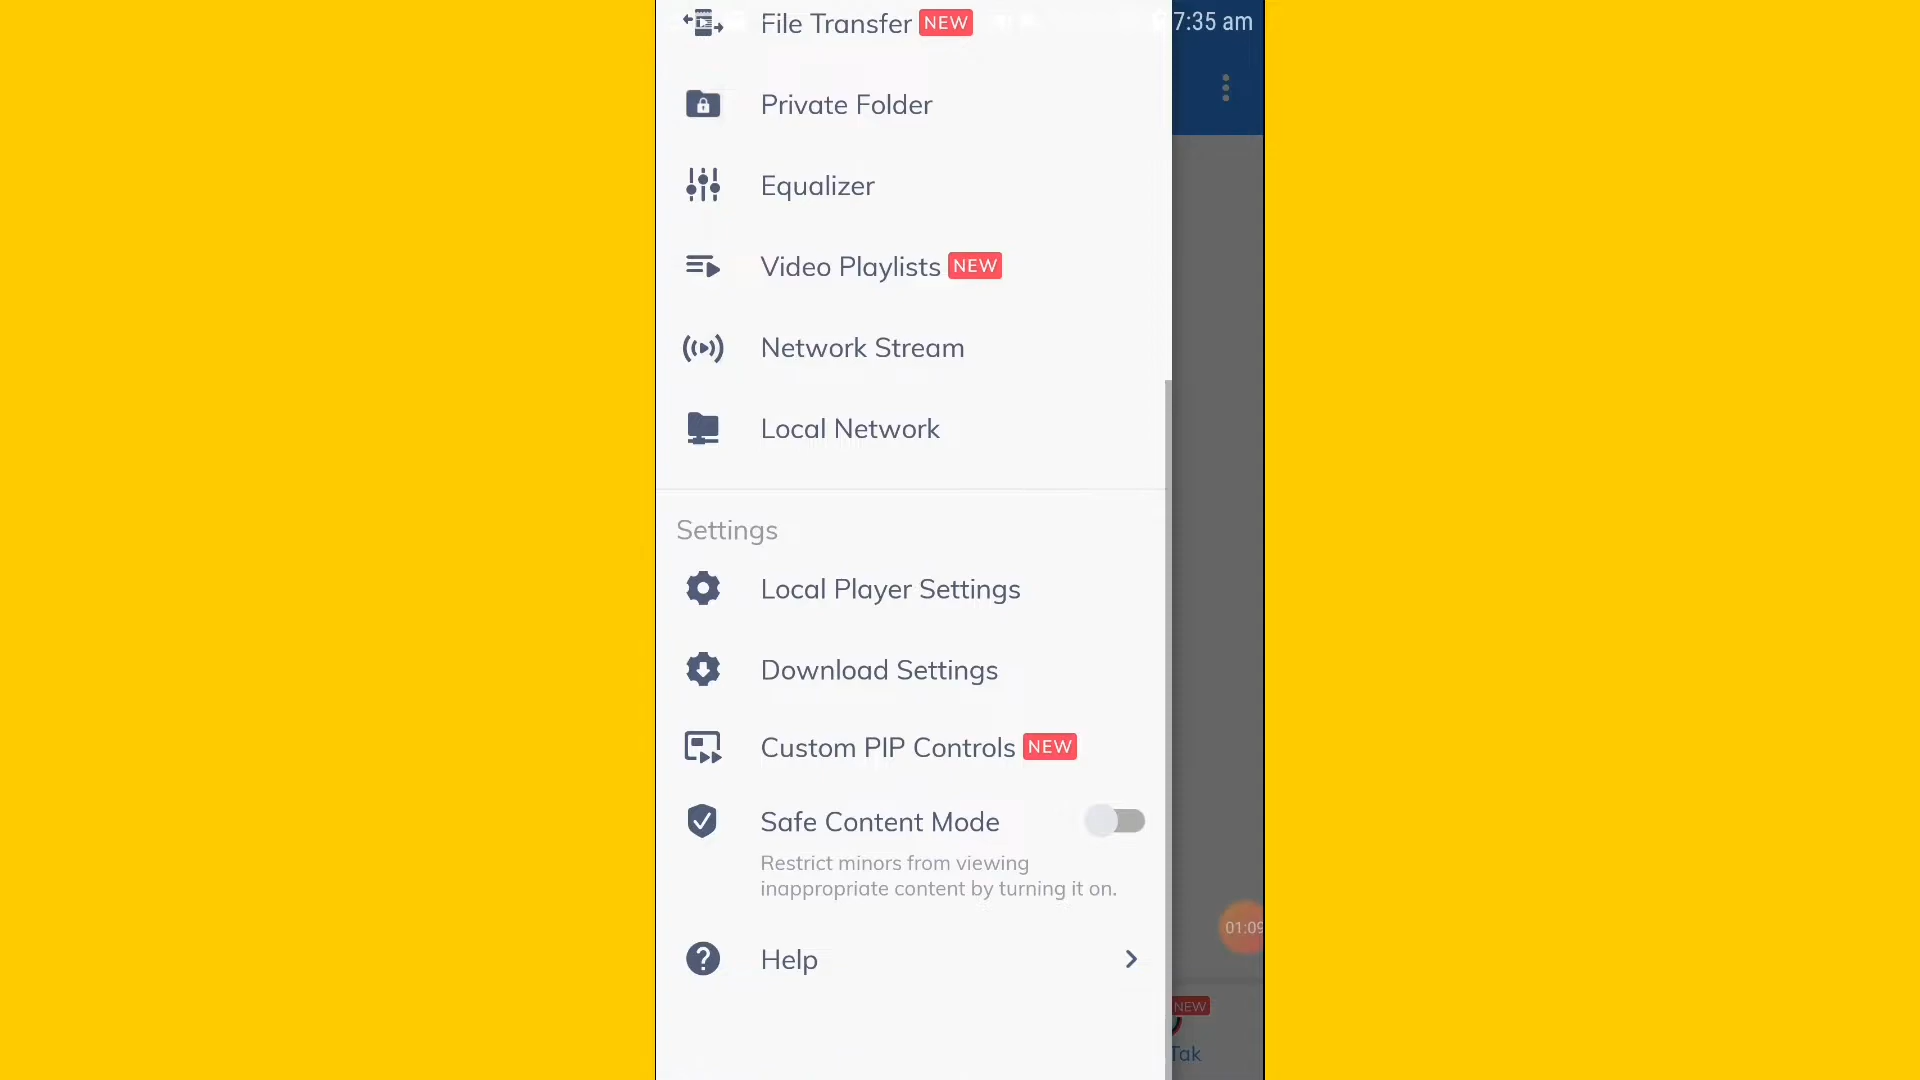 File Transfer NEW
7:35 am
Private Folder
Equalizer
Video Playlists NEW
Network Stream
Local Network
Settings
Local Player Settings
Download Settings
Custom PIP Controls NEW
Safe Content Mode
Restrict minors from viewing
inappropriate content by turning it on.
01:09
Help
NEW
Tak